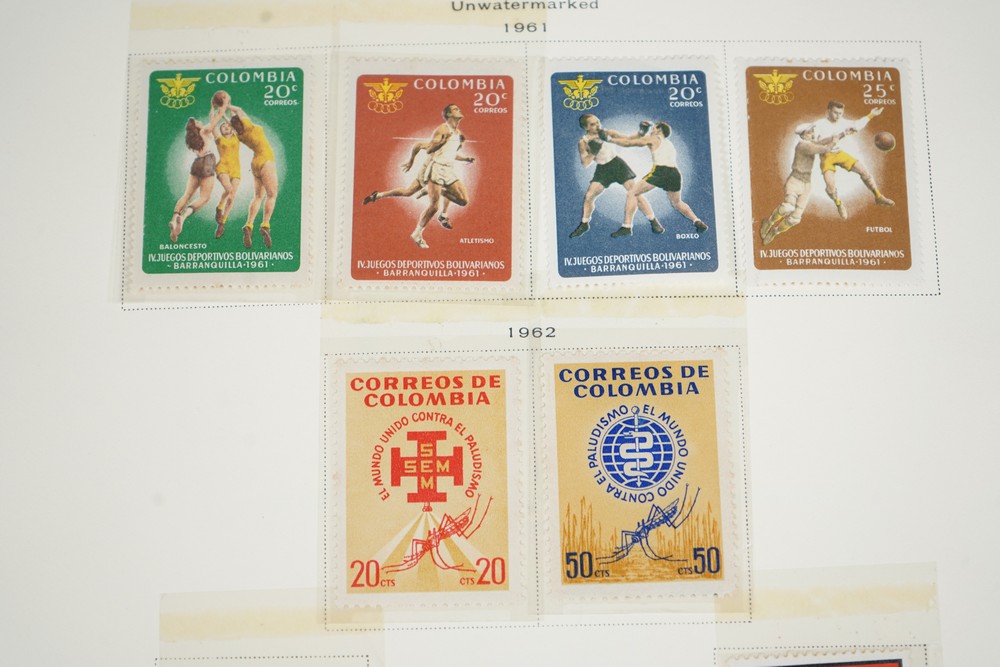 Unwatermarked
1961
COLOMBIA
20c
CORREOS
BALONCESTO
IV. JUEGOS DEPORTIVOS BOLIVARIANOS
- BARRANQUILLA - 1961 -
COLOMBIA
20c
CORREOS
ATLETISMO
IV. JUEGOS DEPORTIVOS BOLIVARIANOS
· BARRANQUILLA · 1961 ·
COLOMBIA
20c
CORREOS
BOXEO
IV. JUEGOS DEPORTIVOS BOLIVARIANOS
· BARRANQUILLA · 1961 ·
COLOMBIA
25c
CORREOS
FUTBOL
IV. JUEGOS DEPORTIVOS BOLIVARIANOS
· BARRANQUILLA · 1961 ·
1962
CORREOS DE
COLOMBIA
EL MUNDO UNIDO CONTRA EL PALUDISMO
S
SEM
M
20 CTS
CTS 20
CORREOS DE
COLOMBIA
EL MUNDO UNIDO CONTRA EL PALUDISMO
50 CTS
CTS 50